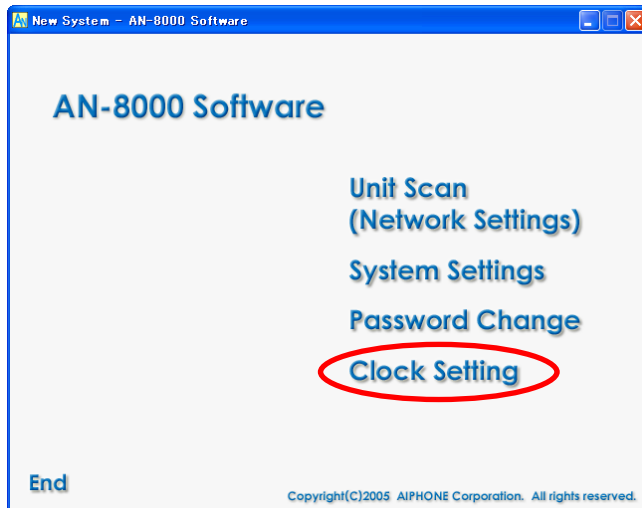 New System - AN-8000 Software
AN-8000 Software
Unit Scan
(Network Settings)
System Settings
Password Change
Clock Setting
End
Copyright(C)2005 AIPHONE Corporation. All rights reserved.